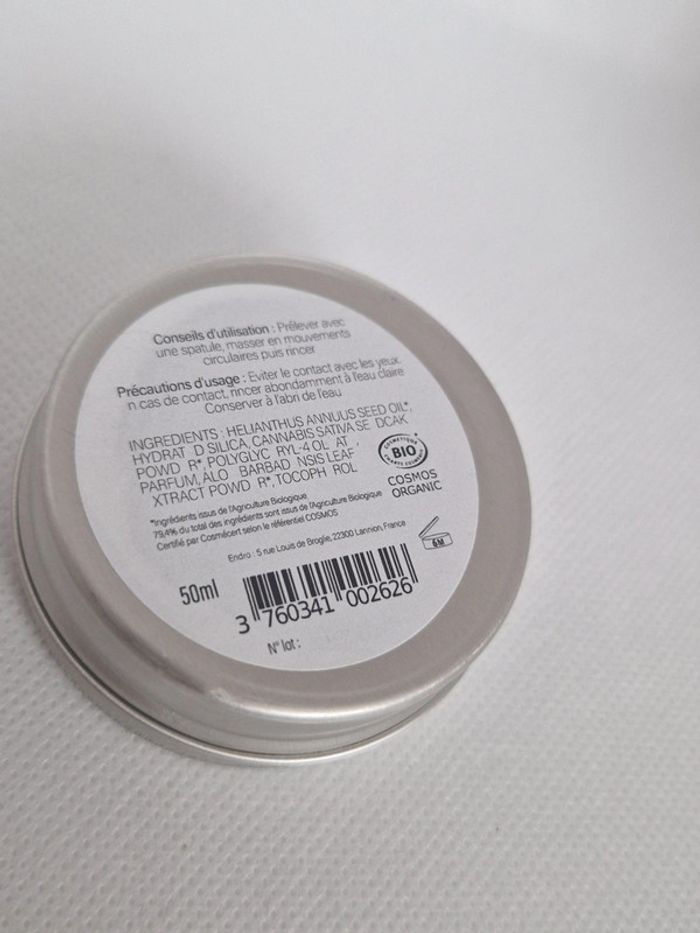 Conseils d'utilisation : Prélever avec
une spatule, masser en mouvements
circulaires puis rincer
Précautions d'usage : Eviter le contact avec les yeux.
n cas de contact, rincer abondamment à l'eau claire
Conserver à l'abri de l'eau
INGREDIENTS : HELIANTHUS ANNUUS SEED OIL*,
HYDRAT D SILICA, CANNABIS SATIVA SE DCAK
POWD R*, POLYGLYC RYL-4 OL AT ,
PARFUM, ALO BARBAD NSIS LEAF
XTRACT POWD R*, TOCOPH ROL
*Ingrédients issus de l'Agriculture Biologique
79,4% du total des ingrédients sont issus de l'Agriculture Biologique
Certifié par Cosmécert selon le référentiel COSMOS
COSMETIQUE
BIO
CHARTE COSMEBIO
COSMOS
ORGANIC
Endro : 5 rue Louis de Broglie, 22300 Lannion, France
6M
50ml
3 760341 002626
N° lot :